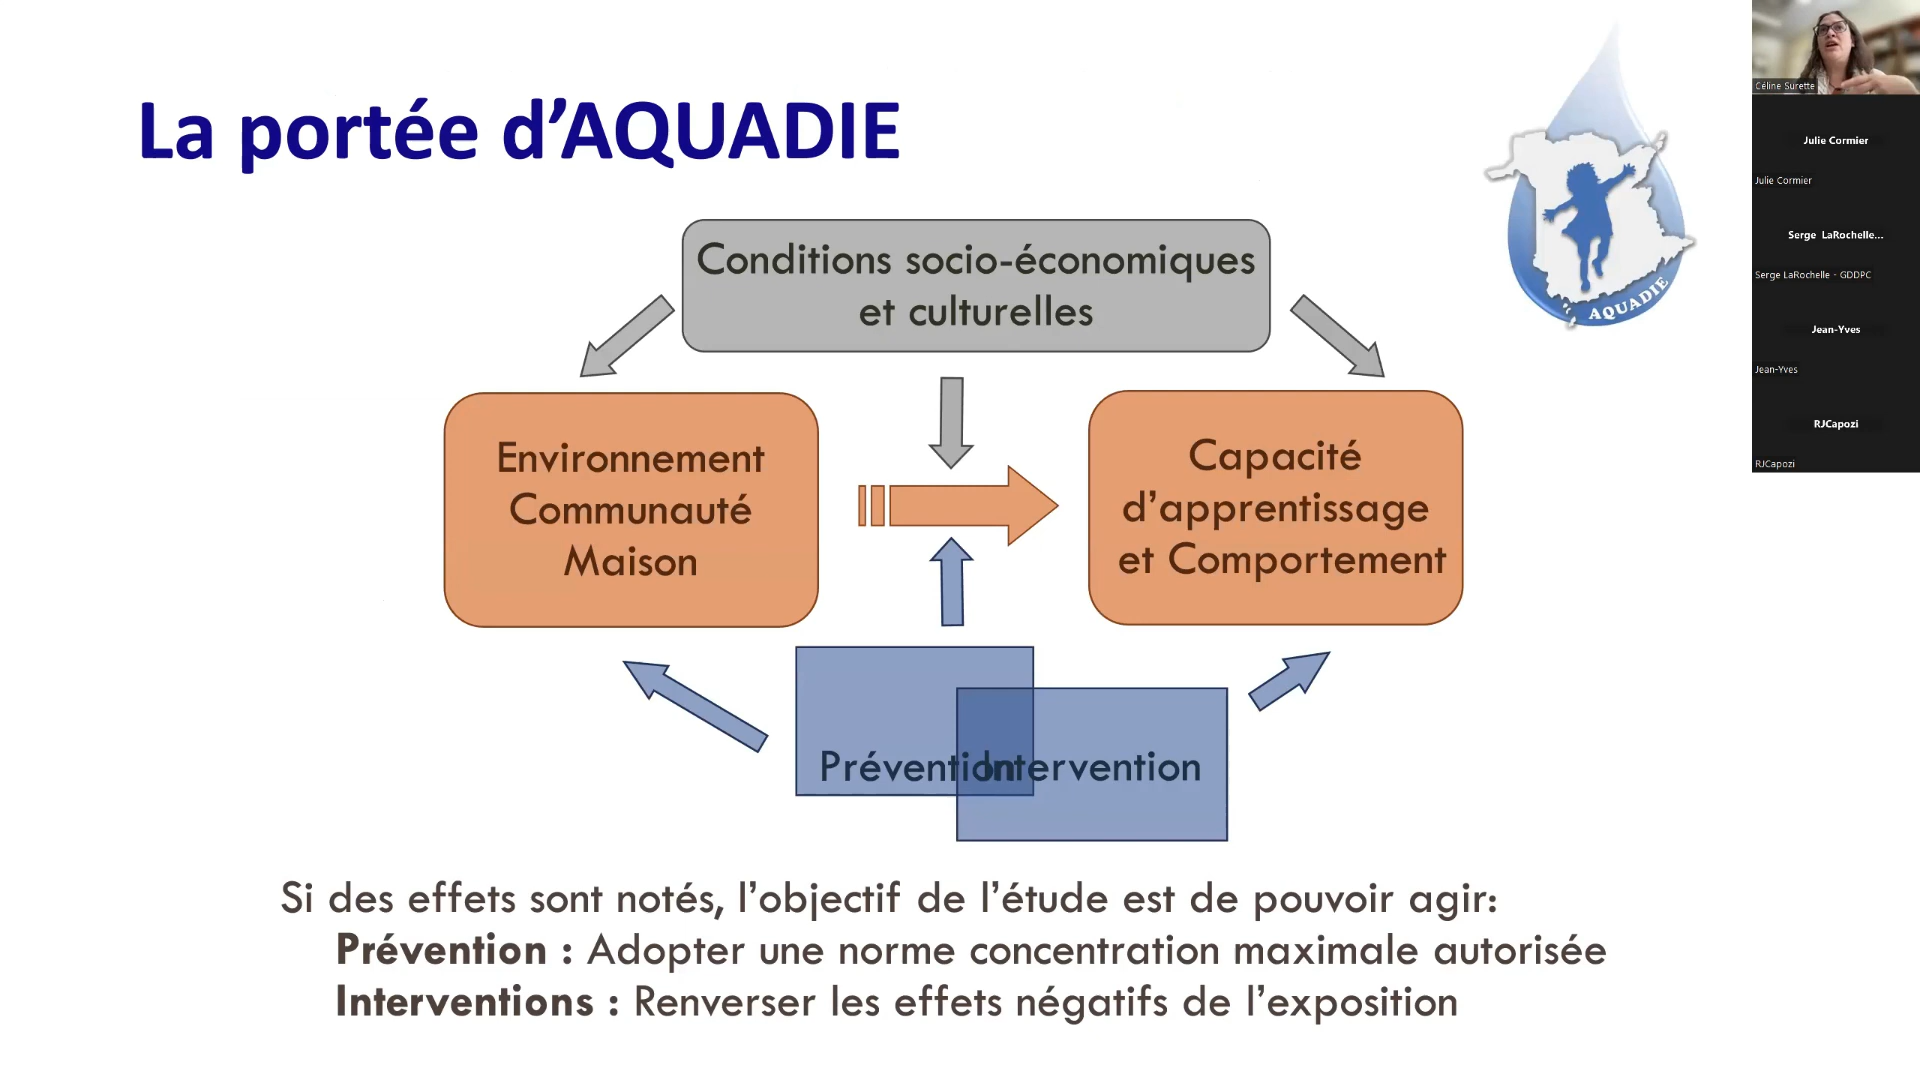 La portée d’AQUADIE
Conditions socio-économiques
et culturelles
Environnement
Communauté
Maison
Capacité
d’apprentissage
et Comportement
Prévention
Intervention
Si des effets sont notés, l’objectif de l’étude est de pouvoir agir:
Prévention : Adopter une norme concentration maximale autorisée
Interventions : Renverser les effets négatifs de l’exposition
AQUADIE
Céline Surette
Julie Cormier
Julie Cormier
Serge LaRochelle...
Serge LaRochelle - GDDPC
Jean-Yves
Jean-Yves
RJCapozi
RJCapozi